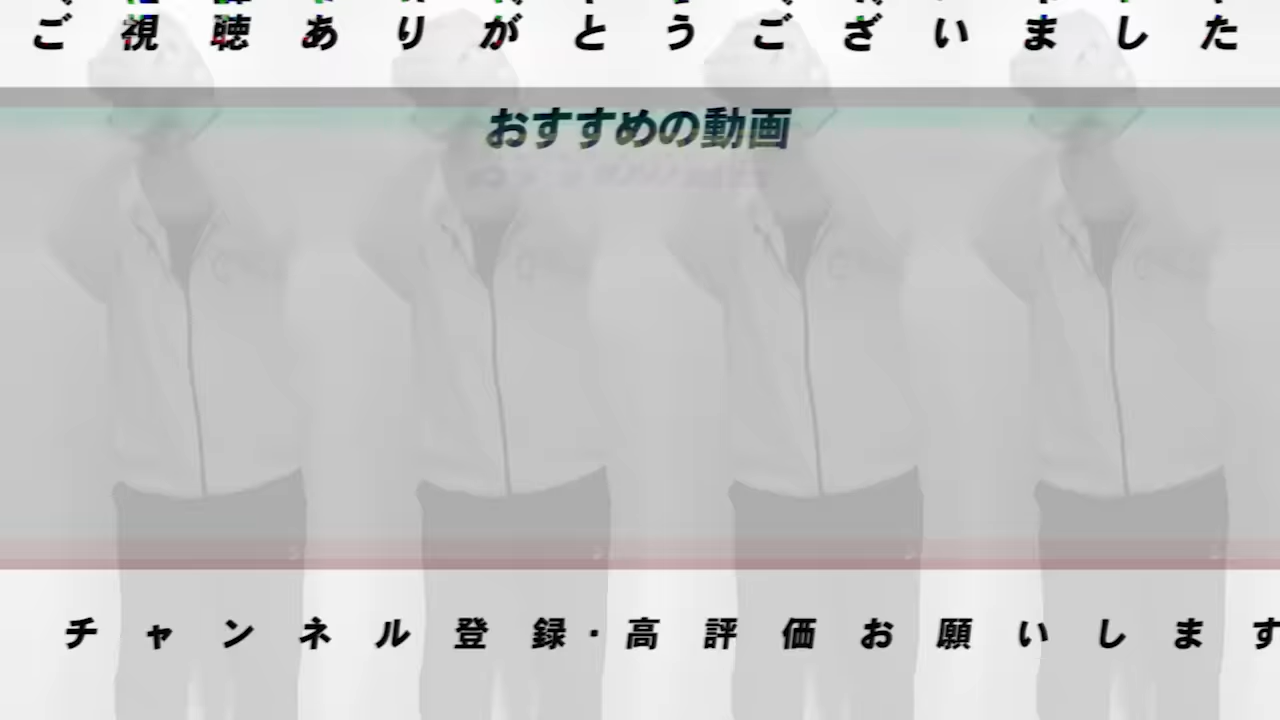 ご視聴ありがとうございました
おすすめの動画
チャンネル登録・高評価お願いします